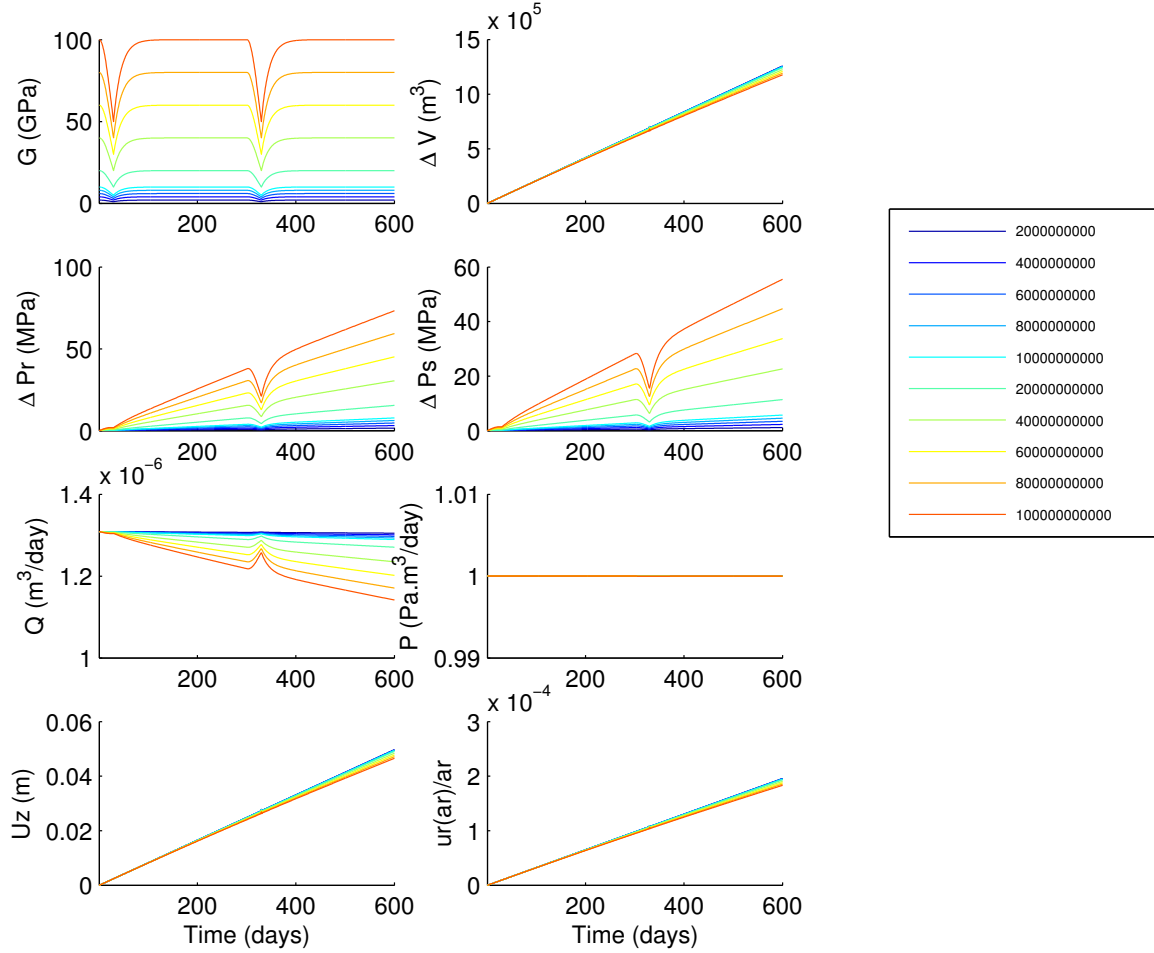 x 10^5
100
50
0
G (GPa)
200 400 600
15
10
5
0
Δ V (m^3)
200 400 600
100
50
0
Δ Pr (MPa)
200 400 600
60
40
20
0
Δ Ps (MPa)
200 400 600
x 10^-6
1.4
1.2
1
Q (m^3/day)
200 400 600
1.01
1
0.99
P (Pa.m^3/day)
200 400 600
0.06
0.04
0.02
0
Uz (m)
200 400 600
Time (days)
x 10^-4
3
2
1
0
ur(ar)/ar
200 400 600
Time (days)
2000000000
4000000000
6000000000
8000000000
10000000000
20000000000
40000000000
60000000000
80000000000
100000000000